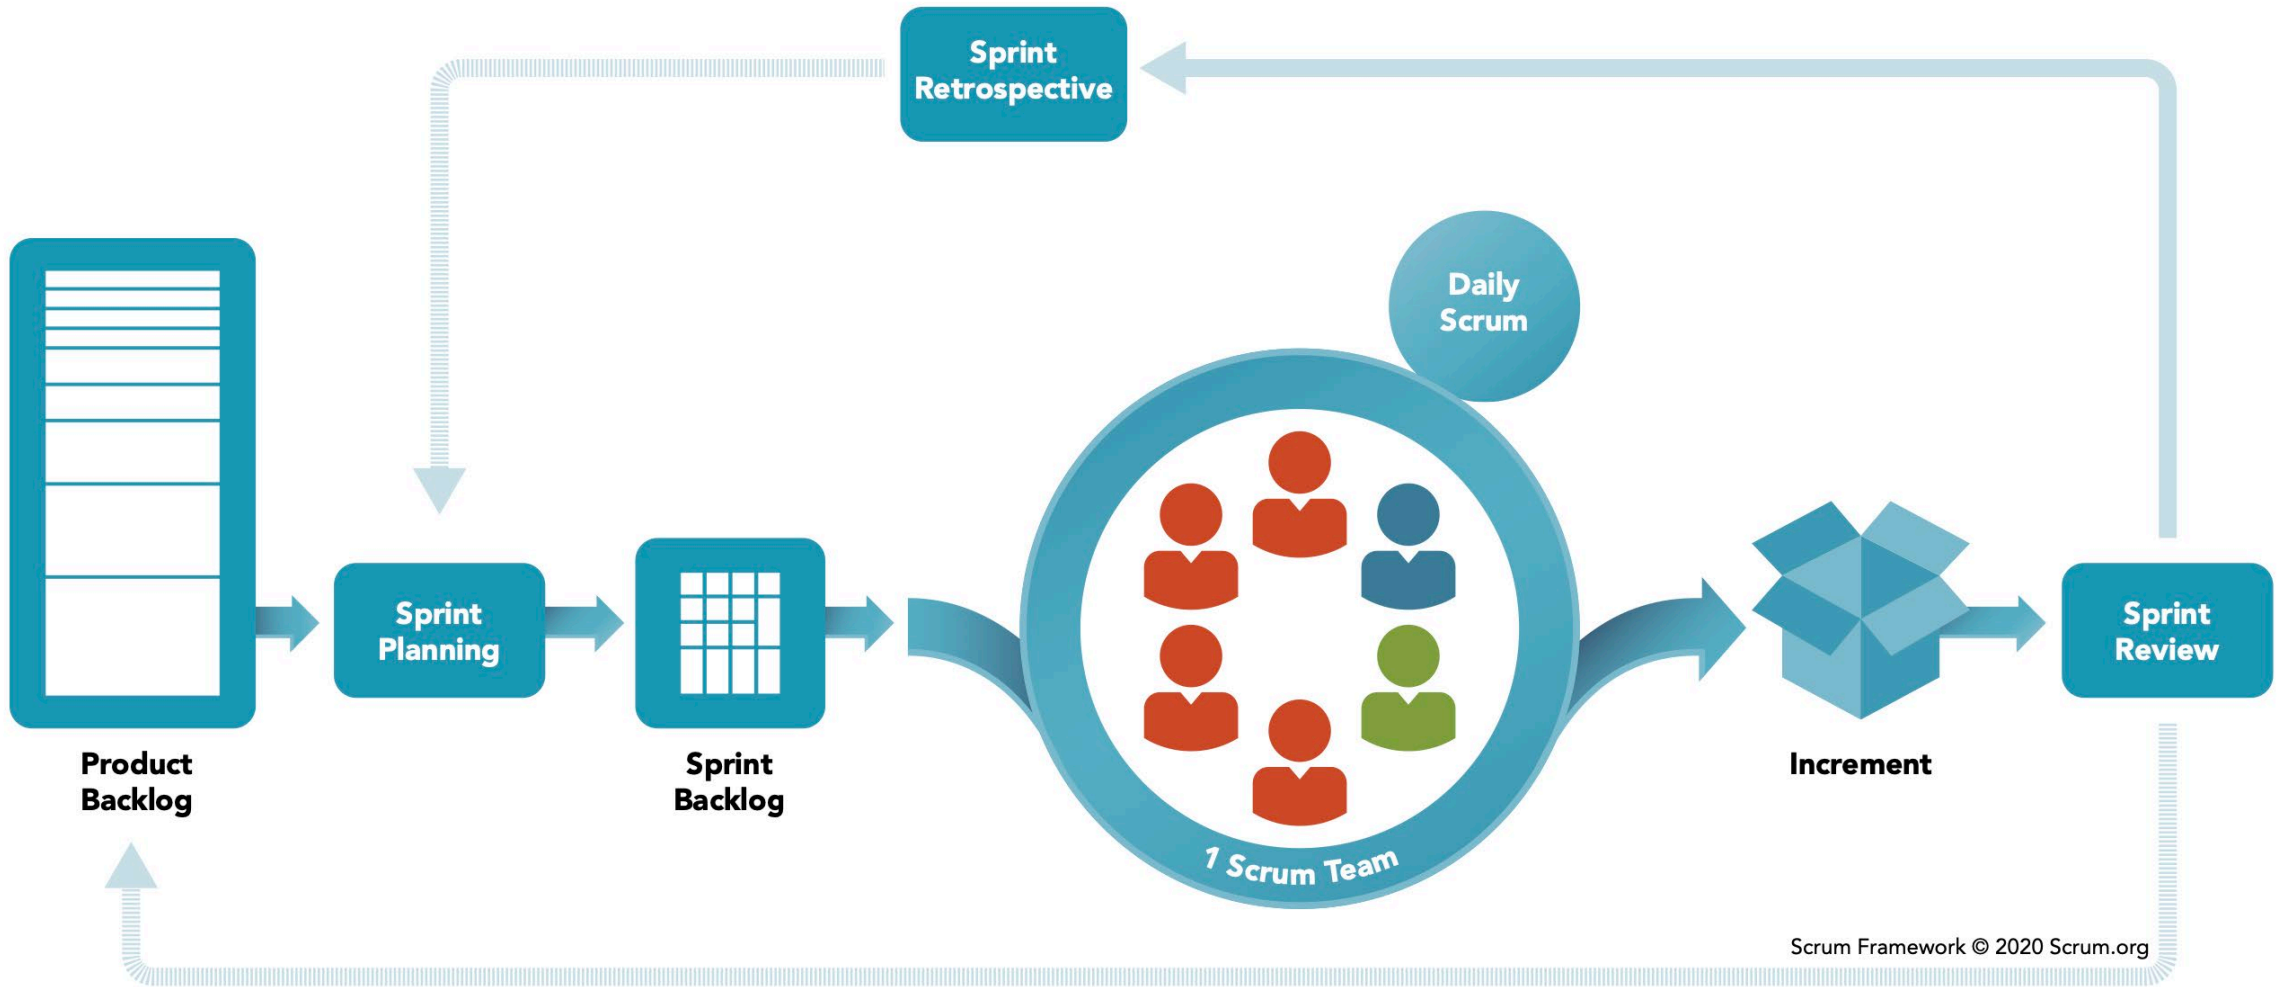 Sprint
Retrospective
Daily
Scrum
Sprint
Planning
Sprint
Review
Product
Backlog
Sprint
Backlog
Increment
1 Scrum Team
Scrum Framework © 2020 Scrum.org